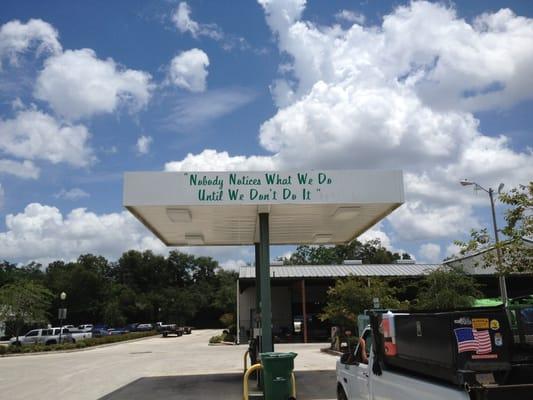 "Nobody Notices What We Do
Until We Don't Do It"